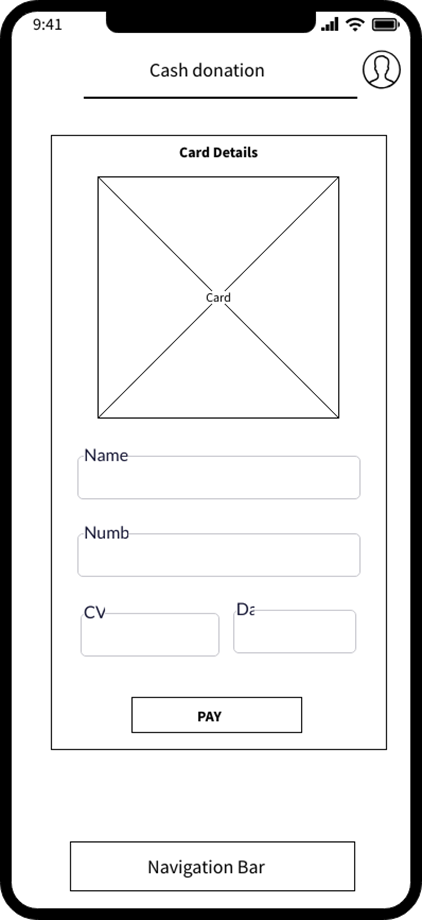 9:41
Cash donation
Card Details
Card
Name
Numb
CV Da
PAY
Navigation Bar